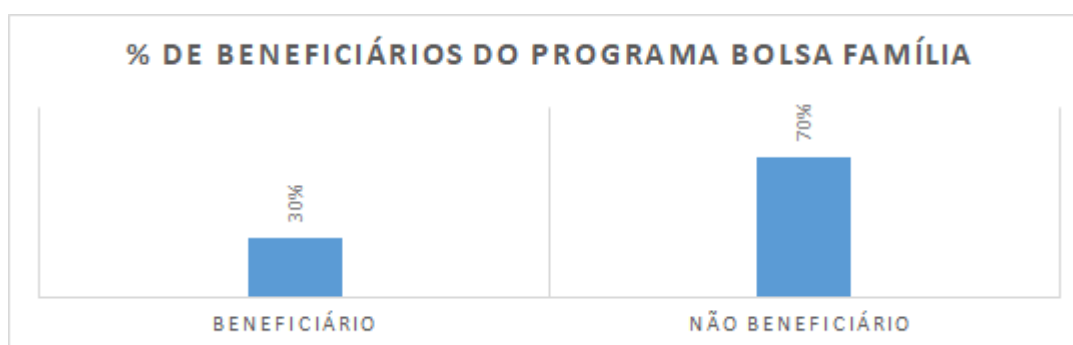 % DE BENEFICIÁRIOS DO PROGRAMA BOLSA FAMÍLIA
30%
70%
BENEFICIÁRIO
NÃO BENEFICIÁRIO